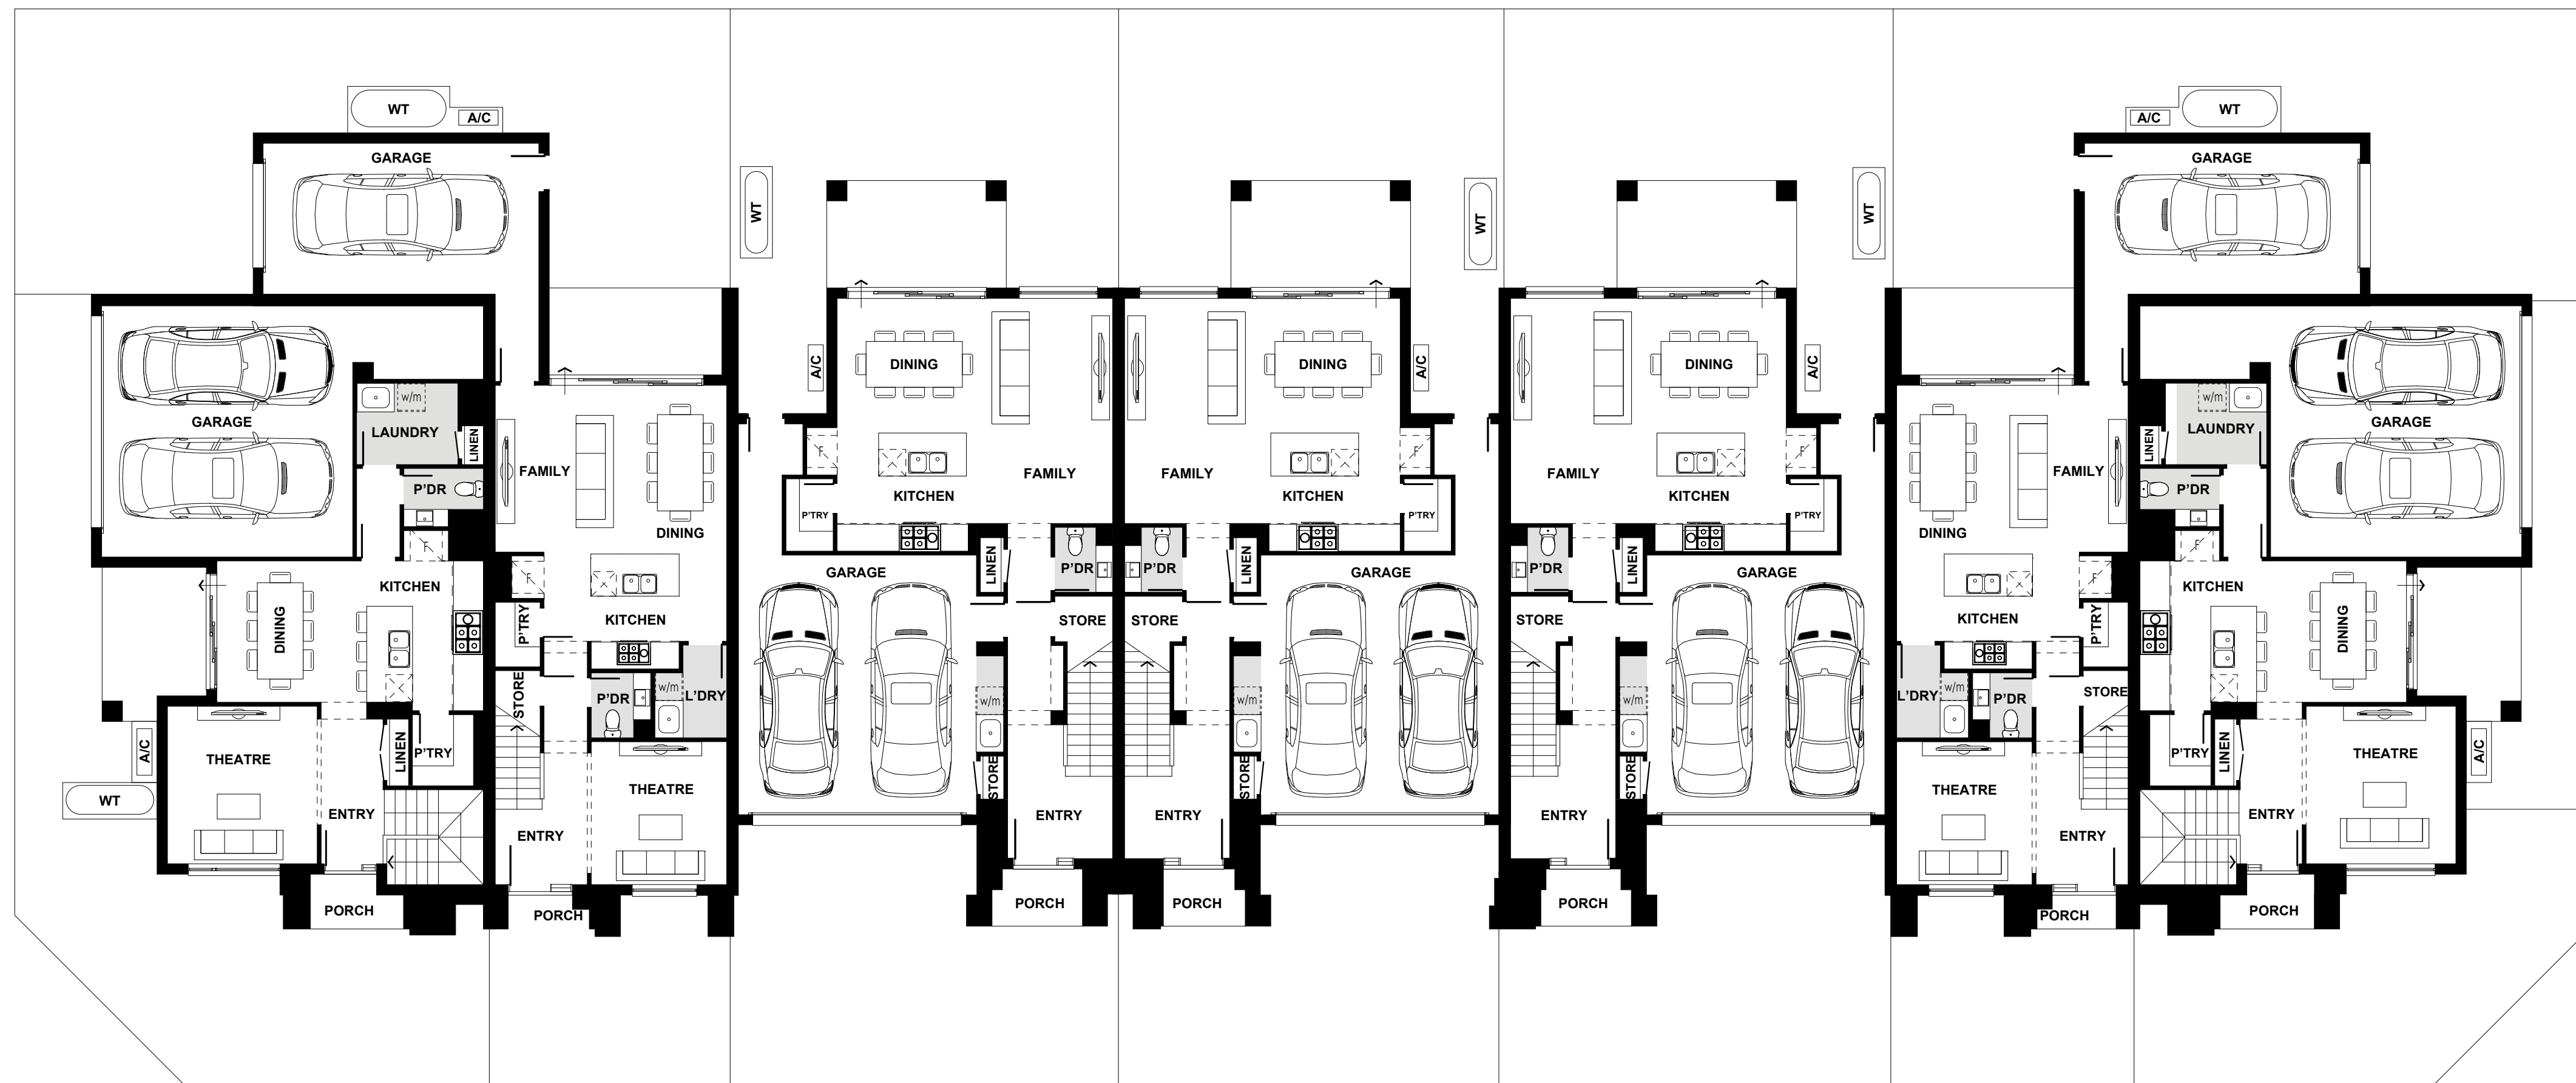 WT
A/C
GARAGE
GARAGE
w/m
LAUNDRY
LINEN
P'DR
F
KITCHEN
DINING
THEATRE
LINEN
P'TRY
A/C
WT
ENTRY
PORCH
FAMILY
DINING
F
P'TRY
KITCHEN
STORE
P'DR
w/m
L'DRY
THEATRE
ENTRY
PORCH
WT
A/C
DINING
F
FAMILY
KITCHEN
P'TRY
GARAGE
LINEN
P'DR
STORE
w/m
STORE
ENTRY
PORCH
WT
A/C
DINING
F
FAMILY
KITCHEN
P'TRY
P'DR
LINEN
GARAGE
STORE
w/m
STORE
ENTRY
PORCH
WT
A/C
DINING
F
FAMILY
KITCHEN
P'TRY
P'DR
LINEN
GARAGE
STORE
w/m
STORE
ENTRY
PORCH
FAMILY
DINING
F
P'TRY
KITCHEN
L'DRY
w/m
P'DR
STORE
THEATRE
ENTRY
PORCH
A/C
WT
GARAGE
GARAGE
w/m
LAUNDRY
LINEN
P'DR
F
KITCHEN
DINING
P'TRY
LINEN
THEATRE
A/C
ENTRY
PORCH